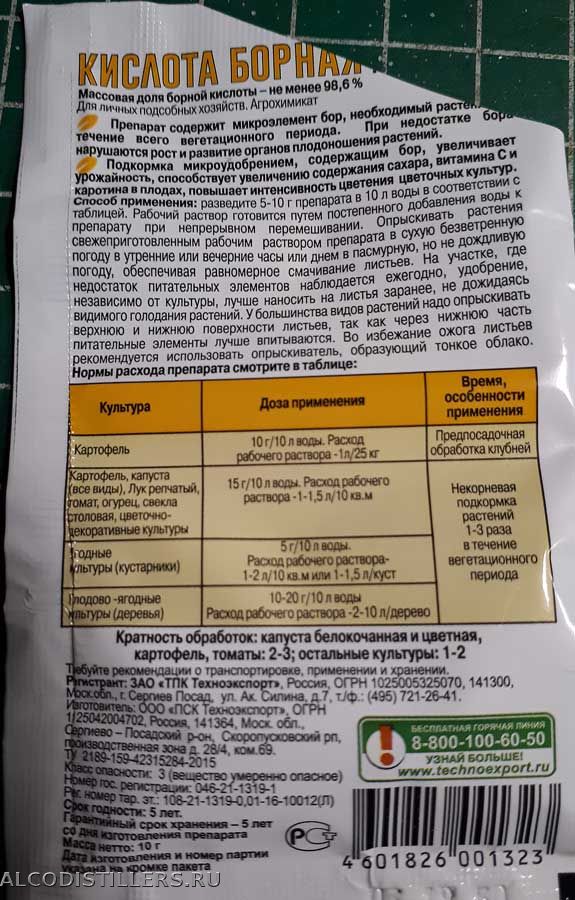 КИСЛОТА БОРНАЯ
Массовая доля борной кислоты – не менее 98,6 %
Для личных подсобных хозяйств. Агрохимикат
Препарат содержит микроэлемент бор, необходимый
течение всего вегетационного периода. При недостатке бора
нарушаются рост и развитие органов плодоношения растений.
Подкормка микроудобрением, содержащим бор, увеличивает
урожайность, способствует увеличению содержания сахара, витамина С и
каротина в плодах, повышает интенсивность цветения цветочных культур.
Способ применения: разведите 5-10 г препарата в 10 л воды в соответствии с
таблицей. Рабочий раствор готовится путем постепенного добавления воды к
препарату при непрерывном перемешивании. Опрыскивать растения
свежеприготовленным рабочим раствором препарата в сухую безветренную
погоду в утренние или вечерние часы или днем в пасмурную, но не дождливую
погоду, обеспечивая равномерное смачивание листьев. На участке, где
недостаток питательных элементов наблюдается ежегодно, удобрение,
независимо от культуры, лучше наносить на листья заранее, не дожидаясь
видимого голодания растений. У большинства видов растений надо опрыскивать
верхнюю и нижнюю поверхности листьев, так как через нижнюю часть
питательные элементы лучше впитываются. Во избежание ожога листьев
рекомендуется использовать опрыскиватель, образующий тонкое облако.
Нормы расхода препарата смотрите в таблице:
Культура
Доза применения
Время,
особенности
применения
Картофель
10 г/10 л воды. Расход
рабочего раствора -1л/25 кг
Предпосадочная
обработка клубней
Картофель, капуста
(все виды), Лук репчатый,
томат, огурец, свекла
столовая, цветочно-
декоративные культуры
15 г/10 л воды. Расход рабочего
раствора -1-1,5 л/10 кв.м
Некорневая
подкормка
растений
1-3 раза
в течение
вегетационного
периода
Ягодные
культуры (кустарники)
5 г/10 л воды.
Расход рабочего раствора-
1-2 л/10 кв.м или 1-1,5 л/куст
Плодово -ягодные
культуры (деревья)
10-20 г/10 л воды
Расход рабочего раствора -2-10 л/дерево
Кратность обработок: капуста белокочанная и цветная,
картофель, томаты: 2-3; остальные культуры: 1-2
Требуйте рекомендации о транспортировке, применении и хранении.
Регистрант: ЗАО «ТПК Техноэкспорт», Россия, ОГРН 1025005325070, 141300,
Моск.обл., г. Сергиев Посад, ул. Ак. Силина, д.7, т./ф.: (495) 721-26-41.
Изготовитель: ООО «ПСК Техноэкспорт», ОГРН
1125042004702, Россия, 141364, Моск. обл.,
Сергиево – Посадский р-он, Скоропусковский рп,
производственная зона д. 28/4, ком.69.
ТУ 2189-159-42315284-2015
Класс опасности: 3 (вещество умеренно опасное)
Номер гос. регистрации: 046-21-1319-1
Рег. номер тар. эт.: 108-21-1319-0,01-16-10012(Л)
Срок годности: 5 лет.
Гарантийный срок хранения – 5 лет
со дня изготовления препарата
Масса нетто: 10 г
Дата изготовления и номер партии
указана на кромке пакета
БЕСПЛАТНАЯ ГОРЯЧАЯ ЛИНИЯ
8-800-100-60-50
УЗНАЙ БОЛЬШЕ!
www.technoexport.ru
РСТ
4 601826 001323
ALCODISTILLERS.RU